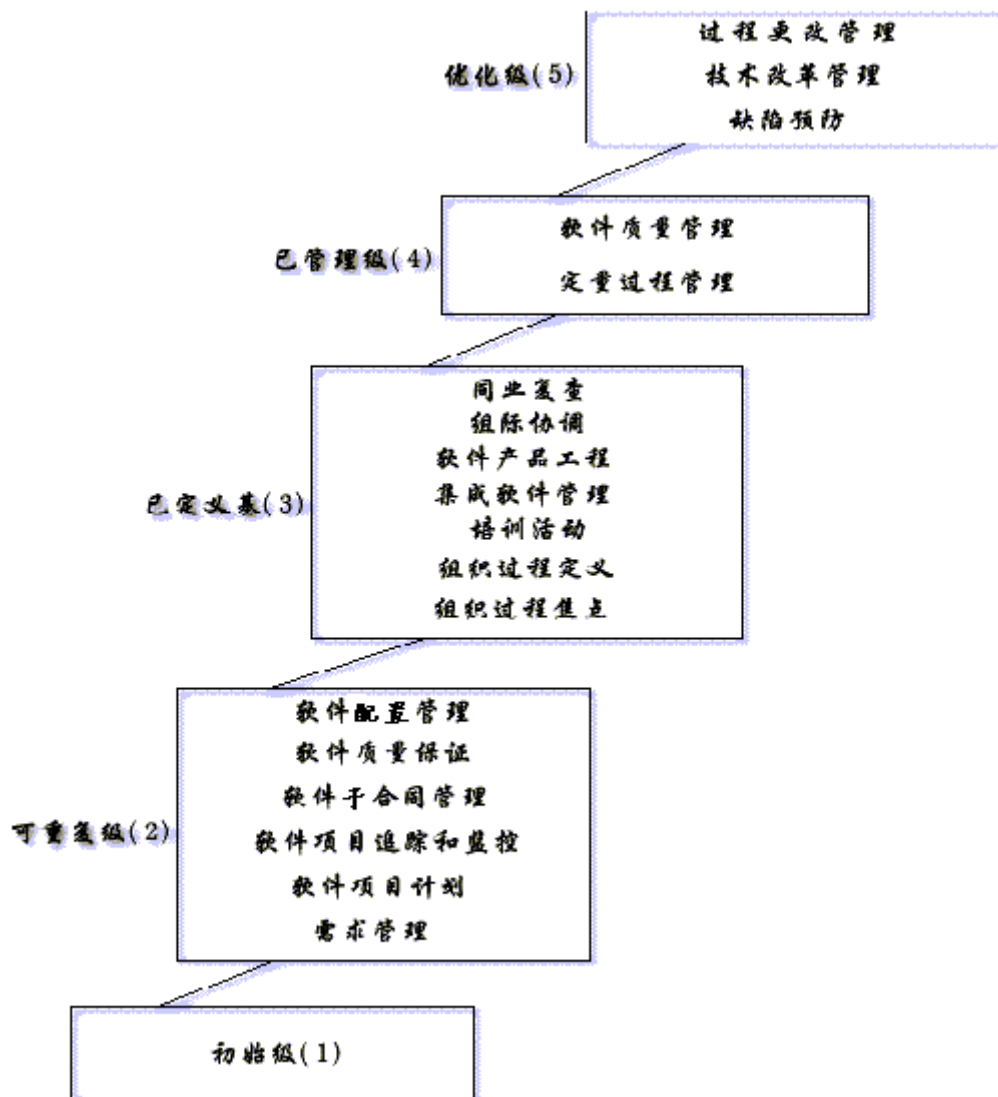 过程更改管理
优化级(5)
技术改革管理
缺陷预防
软件质量管理
已管理级(4)
定量过程管理
同业复查
组际协调
软件产品工程
集成软件管理
已定义基(3)
培训活动
组织过程定义
组织过程焦点
软件配置管理
软件质量保证
软件于合同管理
可重复级(2)
软件项目追踪和监控
软件项目计划
需求管理
初始级(1)